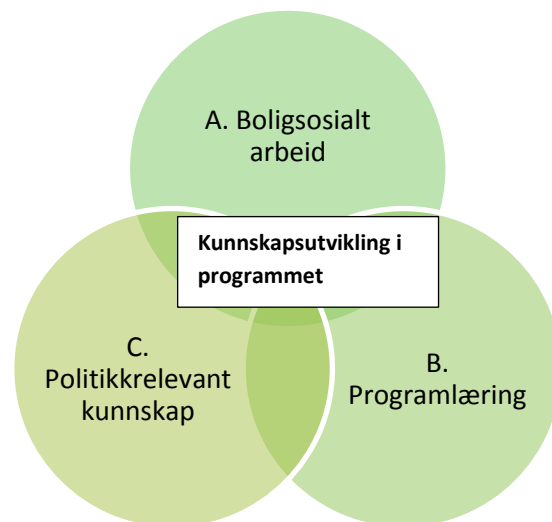 A. Boligsosialt
arbeid
Kunnskapsutvikling i
programmet
C.
Politikkrelevant
kunnskap
B.
Programlæring